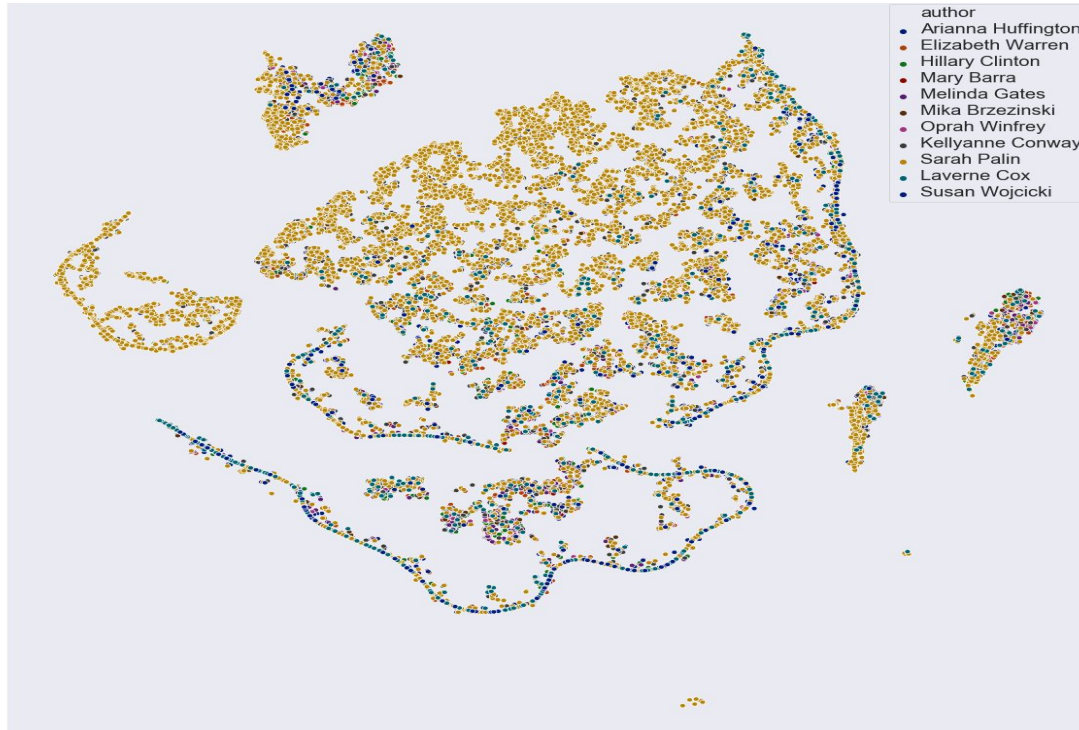 author
Arianna Huffington
Elizabeth Warren
Hillary Clinton
Mary Barra
Melinda Gates
Mika Brzezinski
Oprah Winfrey
Kellyanne Conway
Sarah Palin
Laverne Cox
Susan Wojcicki